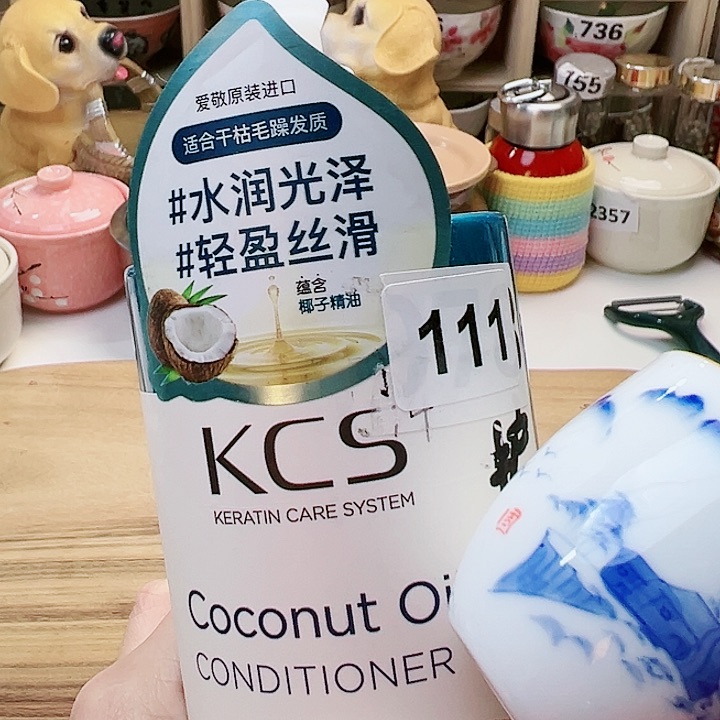 爱敬原装进口
适合干枯毛躁发质
#水润光泽
#轻盈丝滑
蕴含
椰子精油
111
KCS
护
KERATIN CARE SYSTEM
Coconut Oi
CONDITIONER
736
755
2357